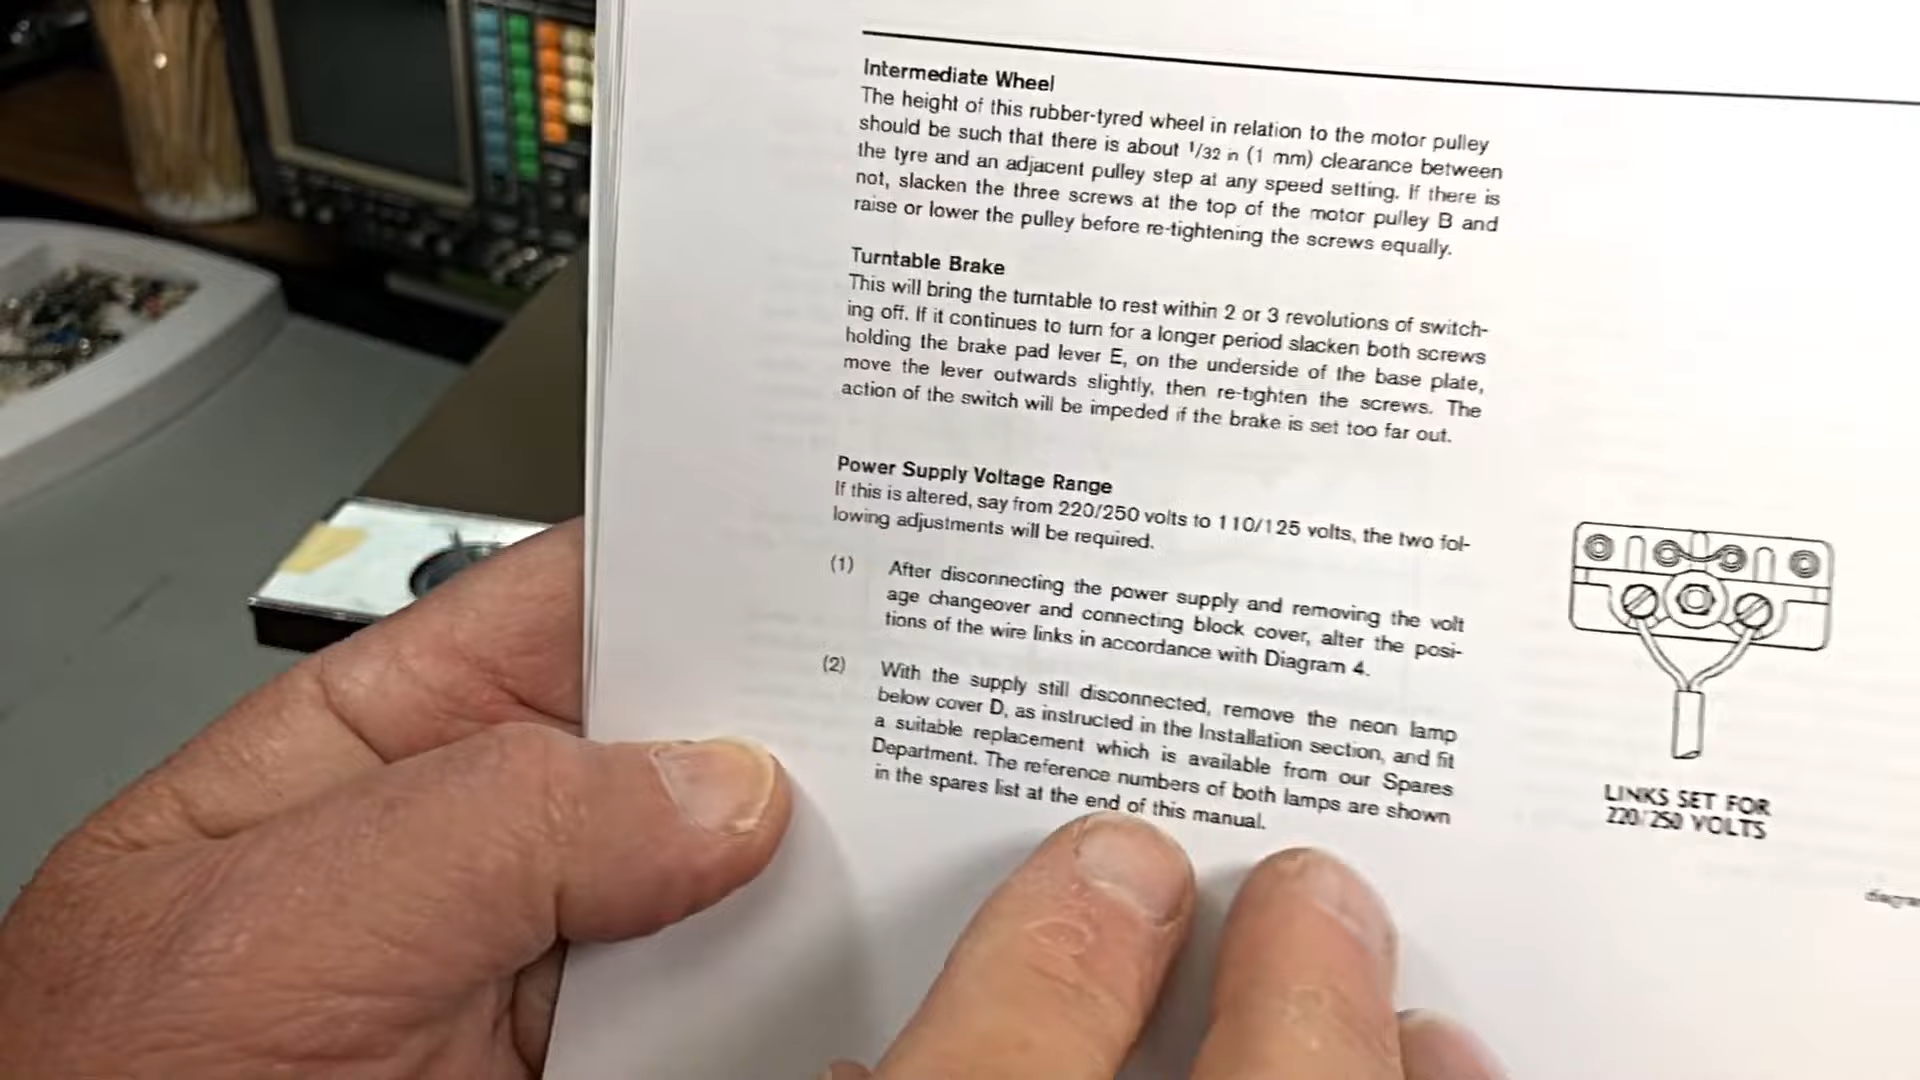 Intermediate Wheel
The height of this rubber-tyred wheel in relation to the motor pulley
should be such that there is about 1/32 in (1 mm) clearance between
the tyre and an adjacent pulley step at any speed setting. If there is
not, slacken the three screws at the top of the motor pulley B and
raise or lower the pulley before re-tightening the screws equally.
Turntable Brake
This will bring the turntable to rest within 2 or 3 revolutions of switch-
ing off. If it continues to turn for a longer period slacken both screws
holding the brake pad lever E, on the underside of the base plate,
move the lever outwards slightly, then re-tighten the screws. The
action of the switch will be impeded if the brake is set too far out.
Power Supply Voltage Range
If this is altered, say from 220/250 volts to 110/125 volts, the two fol-
lowing adjustments will be required.
(1) After disconnecting the power supply and removing the volt
age changeover and connecting block cover, alter the posi-
tions of the wire links in accordance with Diagram 4.
(2) With the supply still disconnected, remove the neon lamp
below cover D, as instructed in the Installation section, and fit
a suitable replacement which is available from our Spares
Department. The reference numbers of both lamps are shown
in the spares list at the end of this manual.
LINKS SET FOR
220/250 VOLTS